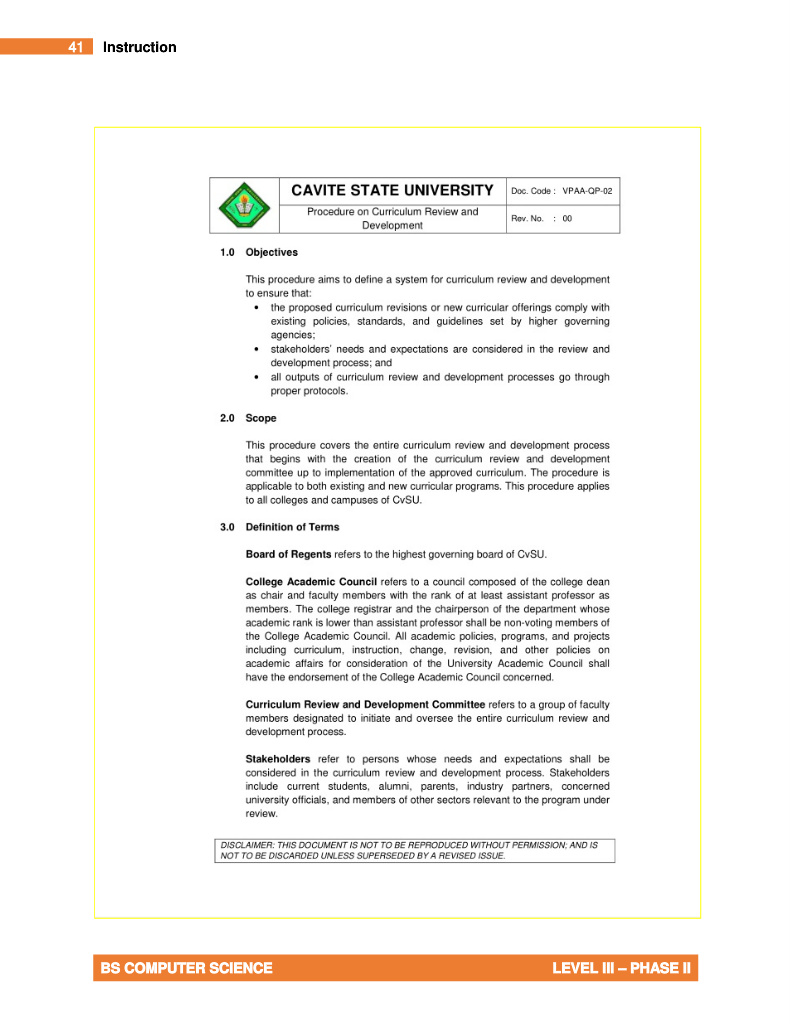 41 Instruction
CAVITE STATE UNIVERSITY
Doc. Code : VPAA-QP-02
Procedure on Curriculum Review and
Development
Rev. No. : 00
1.0 Objectives
This procedure aims to define a system for curriculum review and development
to ensure that:
• the proposed curriculum revisions or new curricular offerings comply with
existing policies, standards, and guidelines set by higher governing
agencies;
• stakeholders' needs and expectations are considered in the review and
development process; and
• all outputs of curriculum review and development processes go through
proper protocols.
2.0 Scope
This procedure covers the entire curriculum review and development process
that begins with the creation of the curriculum review and development
committee up to implementation of the approved curriculum. The procedure is
applicable to both existing and new curricular programs. This procedure applies
to all colleges and campuses of CvSU.
3.0 Definition of Terms
Board of Regents refers to the highest governing board of CvSU.
College Academic Council refers to a council composed of the college dean
as chair and faculty members with the rank of at least assistant professor as
members. The college registrar and the chairperson of the department whose
academic rank is lower than assistant professor shall be non-voting members of
the College Academic Council. All academic policies, programs, and projects
including curriculum, instruction, change, revision, and other policies on
academic affairs for consideration of the University Academic Council shall
have the endorsement of the College Academic Council concerned.
Curriculum Review and Development Committee refers to a group of faculty
members designated to initiate and oversee the entire curriculum review and
development process.
Stakeholders refer to persons whose needs and expectations shall be
considered in the curriculum review and development process. Stakeholders
include current students, alumni, parents, industry partners, concerned
university officials, and members of other sectors relevant to the program under
review.
DISCLAIMER: THIS DOCUMENT IS NOT TO BE REPRODUCED WITHOUT PERMISSION; AND IS
NOT TO BE DISCARDED UNLESS SUPERSEDED BY A REVISED ISSUE.
BS COMPUTER SCIENCE LEVEL III – PHASE II